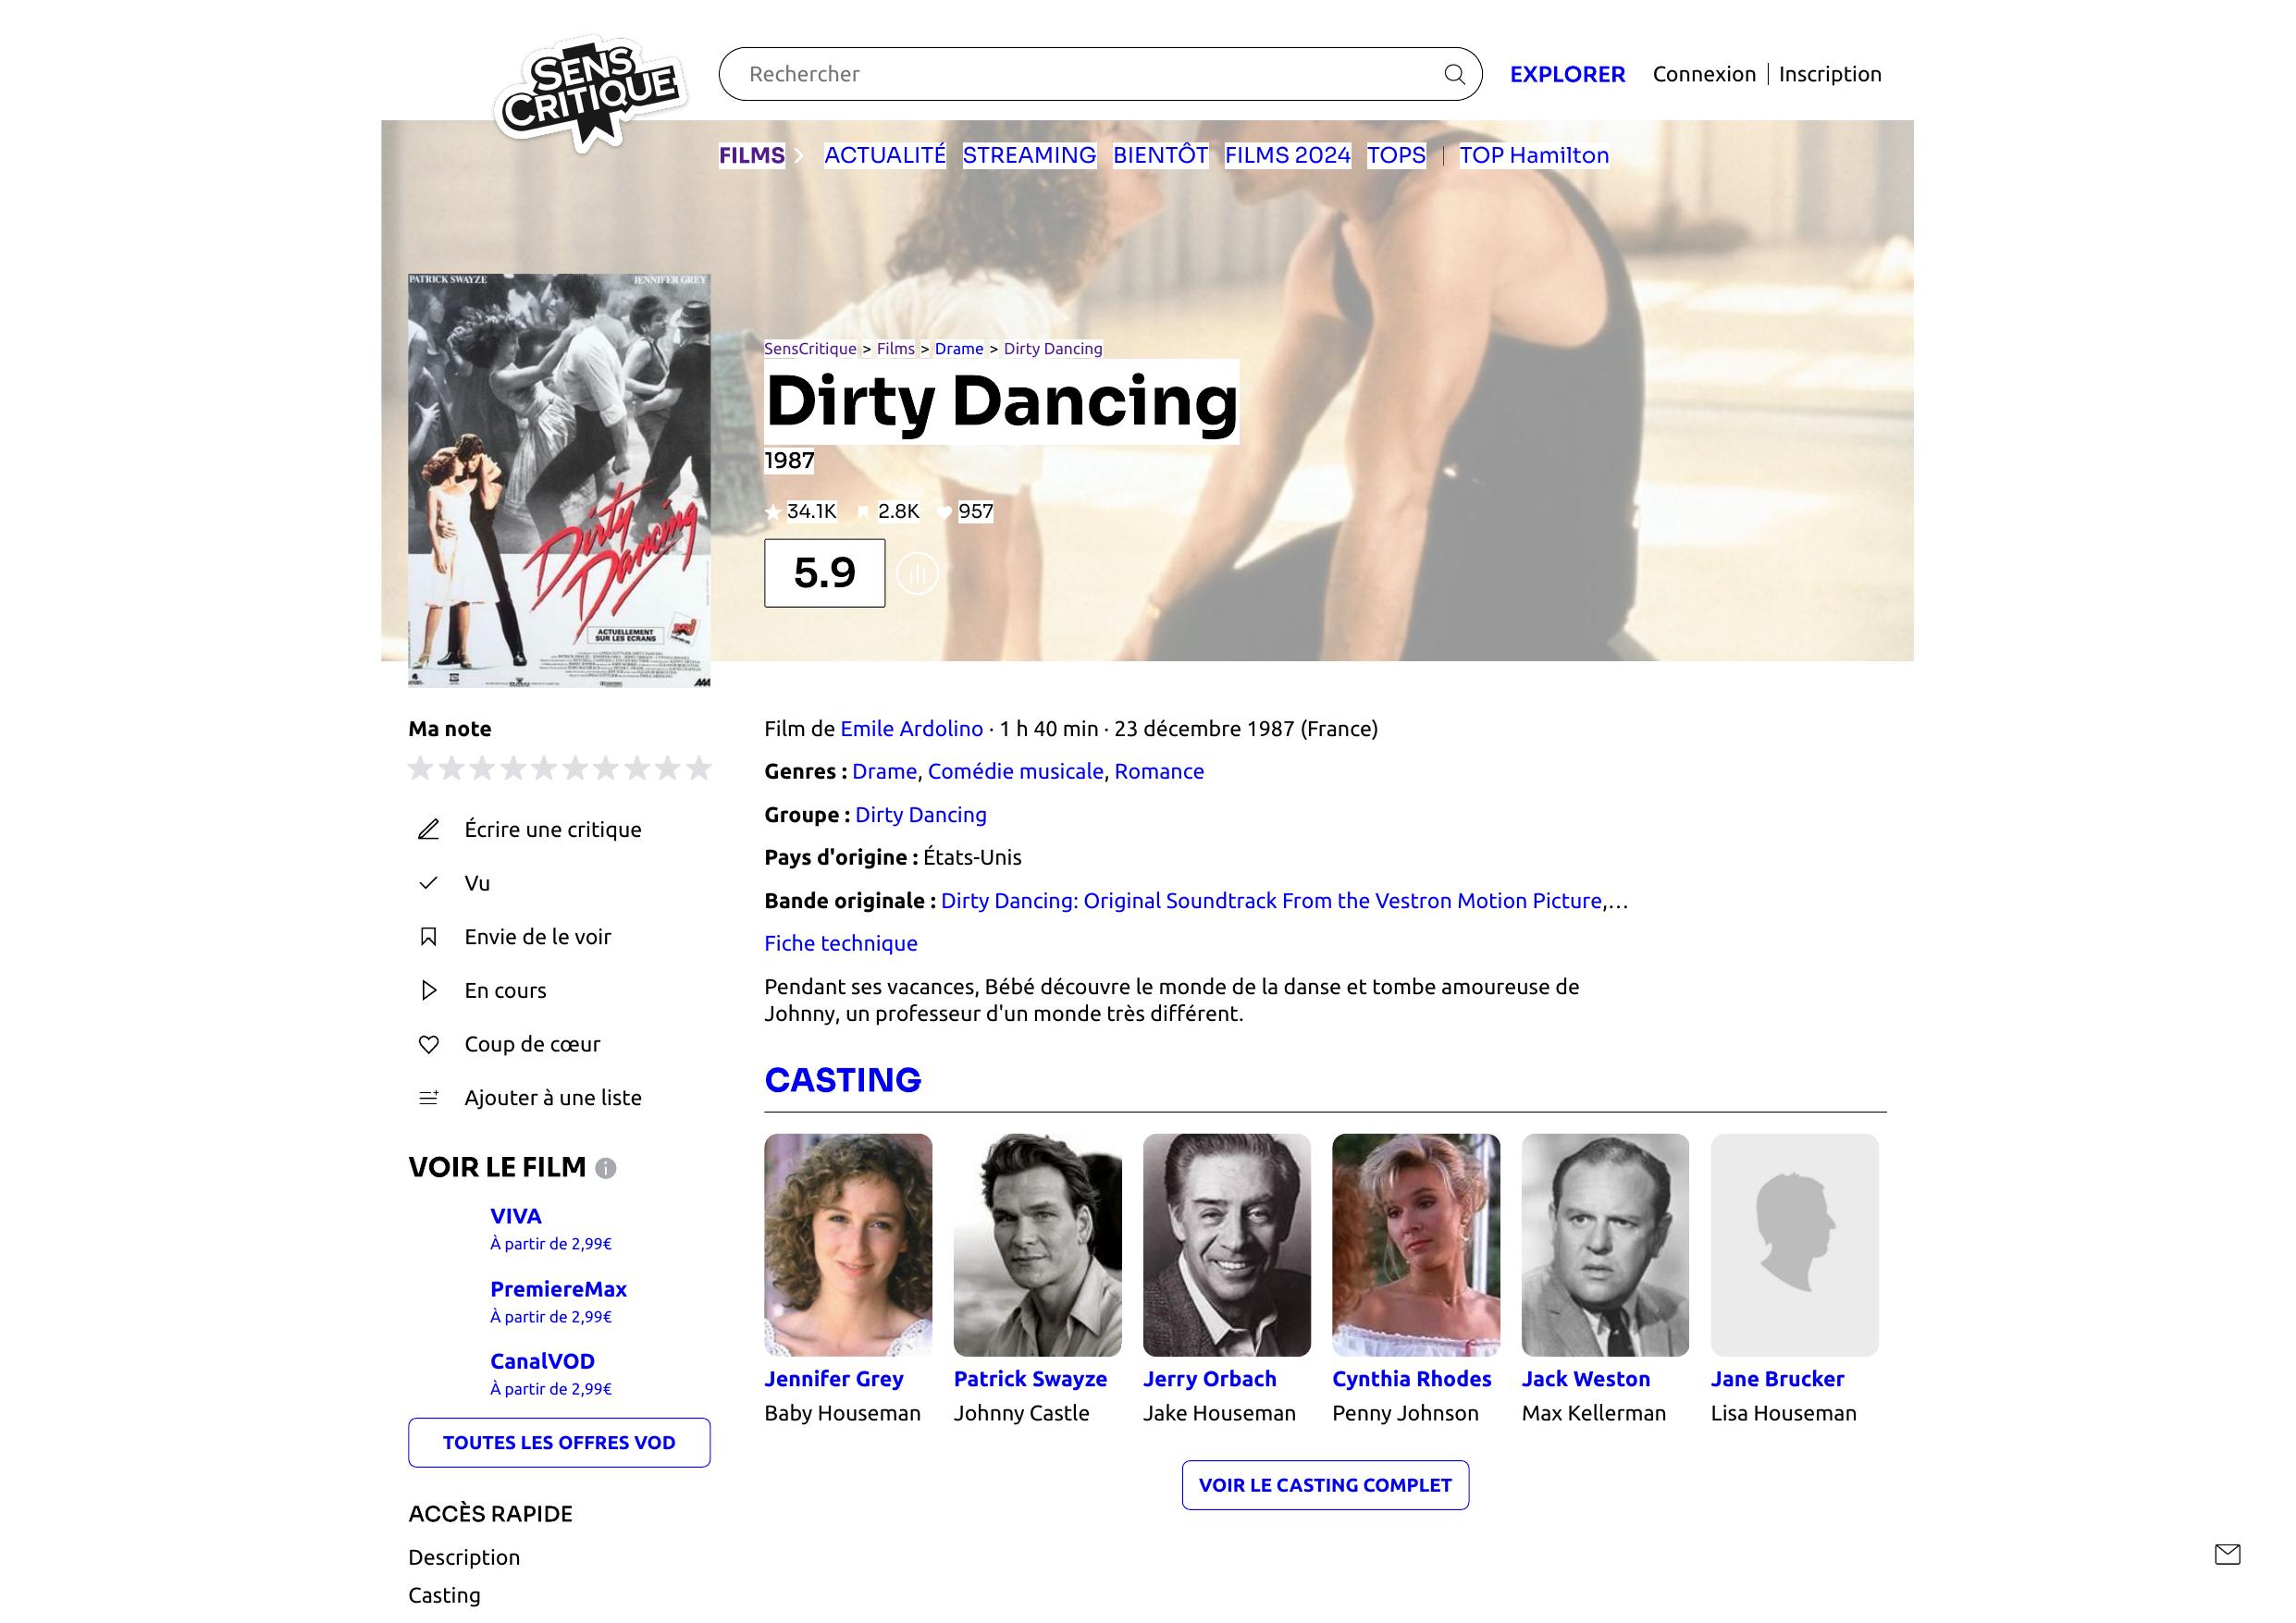 SENS CRITIQUE
Rechercher
EXPLORER
Connexion | Inscription
FILMS
ACTUALITÉ STREAMING BIENTÔT FILMS 2024 TOPS | TOP Hamilton
PATRICK SWAYZE JENNIFER GREY
Dirty Dancing
ACTUELLEMENT SUR LES ECRANS
NRJ
SensCritique > Films > Drame > Dirty Dancing
Dirty Dancing
1987
34.1K 2.8K 957
5.9
Ma note
Écrire une critique
Vu
Envie de le voir
En cours
Coup de cœur
Ajouter à une liste
VOIR LE FILM
VIVA
À partir de 2,99€
PremiereMax
À partir de 2,99€
CanalVOD
À partir de 2,99€
TOUTES LES OFFRES VOD
ACCÈS RAPIDE
Description
Casting
Film de Emile Ardolino · 1 h 40 min · 23 décembre 1987 (France)
Genres : Drame, Comédie musicale, Romance
Groupe : Dirty Dancing
Pays d'origine : États-Unis
Bande originale : Dirty Dancing: Original Soundtrack From the Vestron Motion Picture,…
Fiche technique
Pendant ses vacances, Bébé découvre le monde de la danse et tombe amoureuse de
Johnny, un professeur d'un monde très différent.
CASTING
Jennifer Grey
Baby Houseman
Patrick Swayze
Johnny Castle
Jerry Orbach
Jake Houseman
Cynthia Rhodes
Penny Johnson
Jack Weston
Max Kellerman
Jane Brucker
Lisa Houseman
VOIR LE CASTING COMPLET